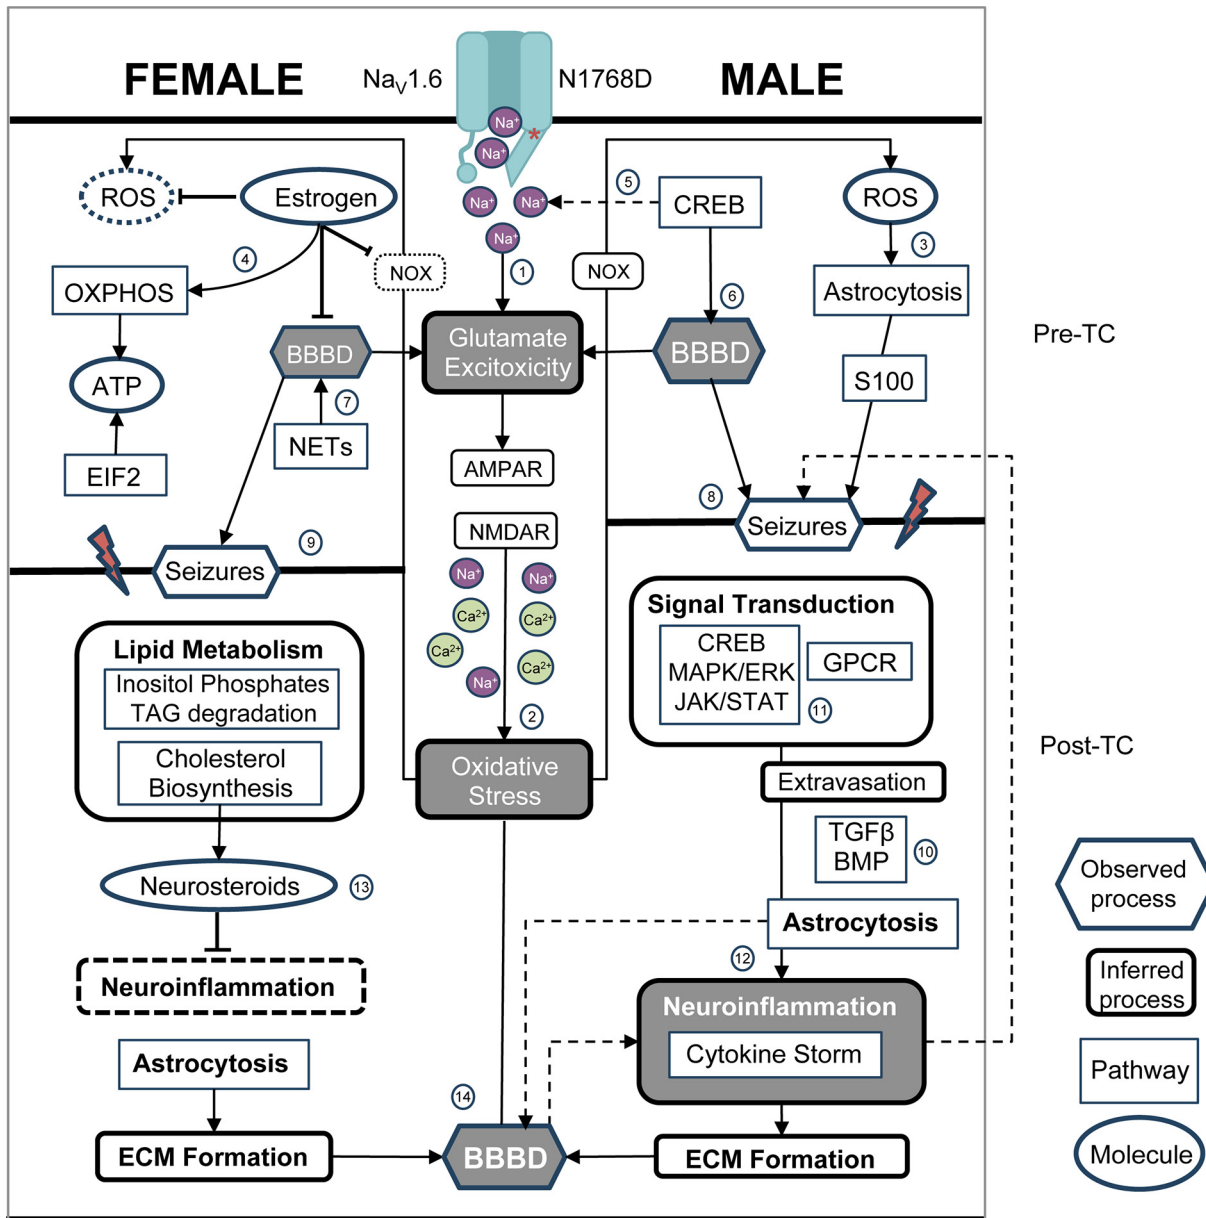 FEMALE
Nav1.6
N1768D
MALE
Na⁺
*
Na⁺
ROS
Estrogen
Na⁺
Na⁺
5
CREB
ROS
Na⁺
4
NOX
1
NOX
3
OXPHOS
Astrocytosis
6
Glutamate
Excitoxicity
BBBD
BBBD
Pre-TC
ATP
S100
7
NETs
EIF2
AMPAR
8
Seizures
NMDAR
9
Seizures
Na⁺
Na⁺
Signal Transduction
Ca²⁺
Ca²⁺
CREB
MAPK/ERK
JAK/STAT
GPCR
11
Lipid Metabolism
Inositol Phosphates
TAG degradation
Ca²⁺
Ca²⁺
Na⁺
2
Cholesterol
Biosynthesis
Oxidative
Stress
Extravasation
Post-TC
TGFβ
BMP
10
Neurosteroids
13
Observed
process
Astrocytosis
12
Neuroinflammation
Neuroinflammation
Cytokine Storm
Inferred
process
Astrocytosis
Pathway
14
ECM Formation
BBBD
ECM Formation
Molecule